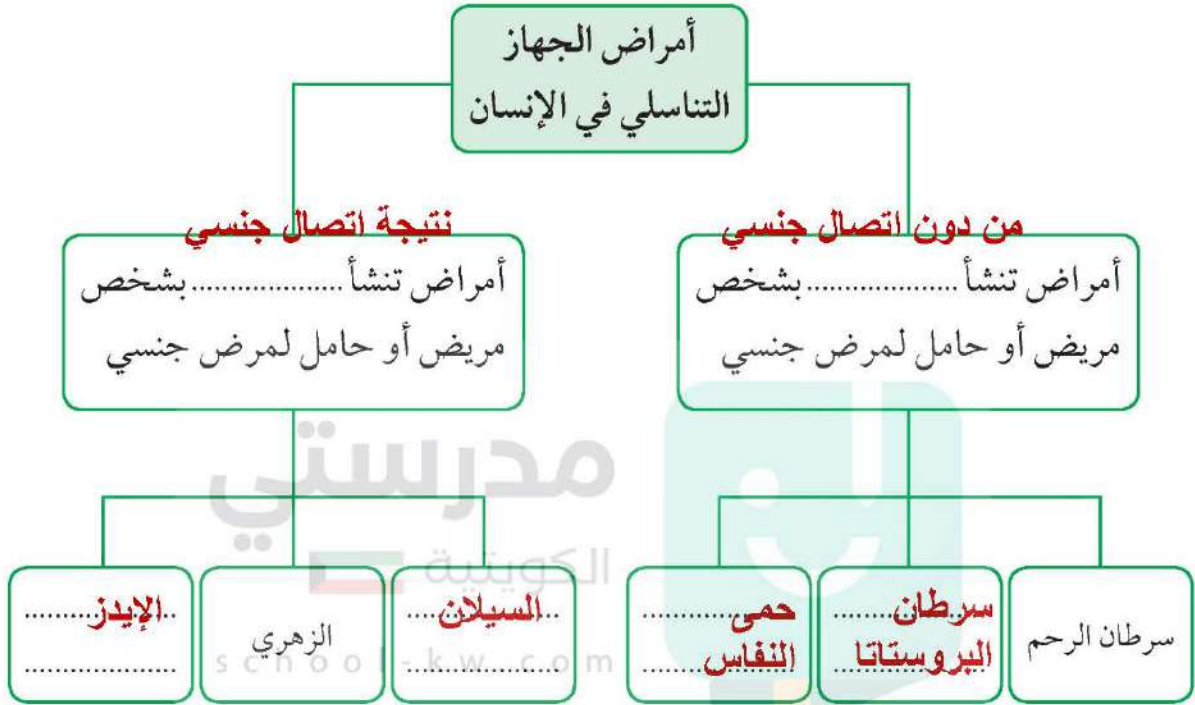 أمراض الجهاز
التناسلي في الإنسان
من دون اتصال جنسي
أمراض تنشأ ..................... بشخص
مريض أو حامل لمرض جنسي
نتيجة اتصال جنسي
أمراض تنشأ ..................... بشخص
مريض أو حامل لمرض جنسي
سرطان الرحم
سرطان
البروستاتا
حمى
النفاس
السيلان
الزهري
الإيدز
مدرستي
الكويتية
school-kw.com